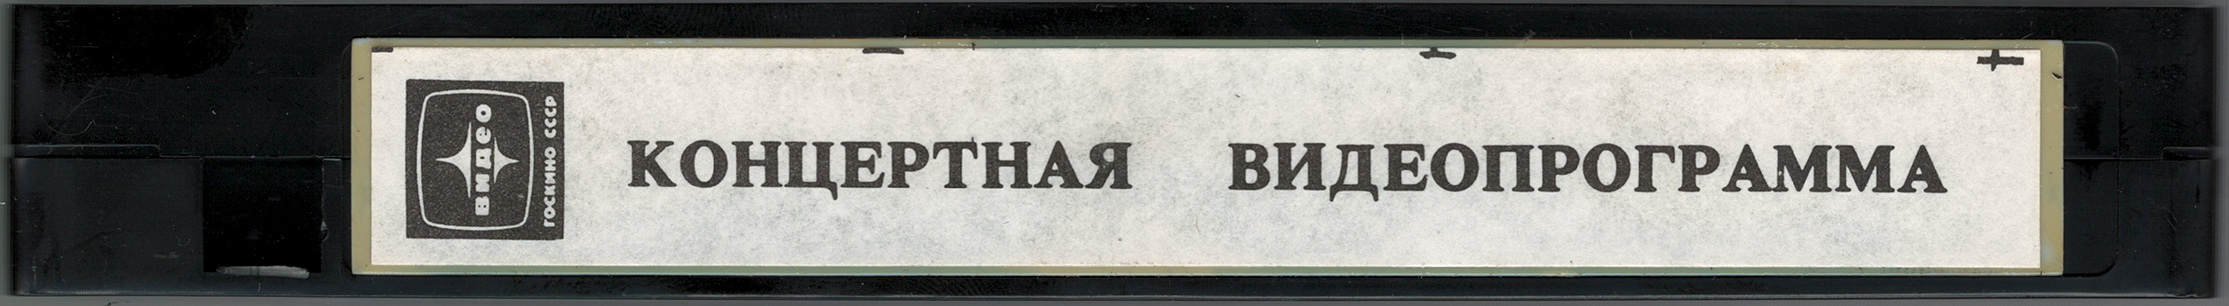 видео
ГОСКИНО СССР
КОНЦЕРТНАЯ ВИДЕОПРОГРАММА